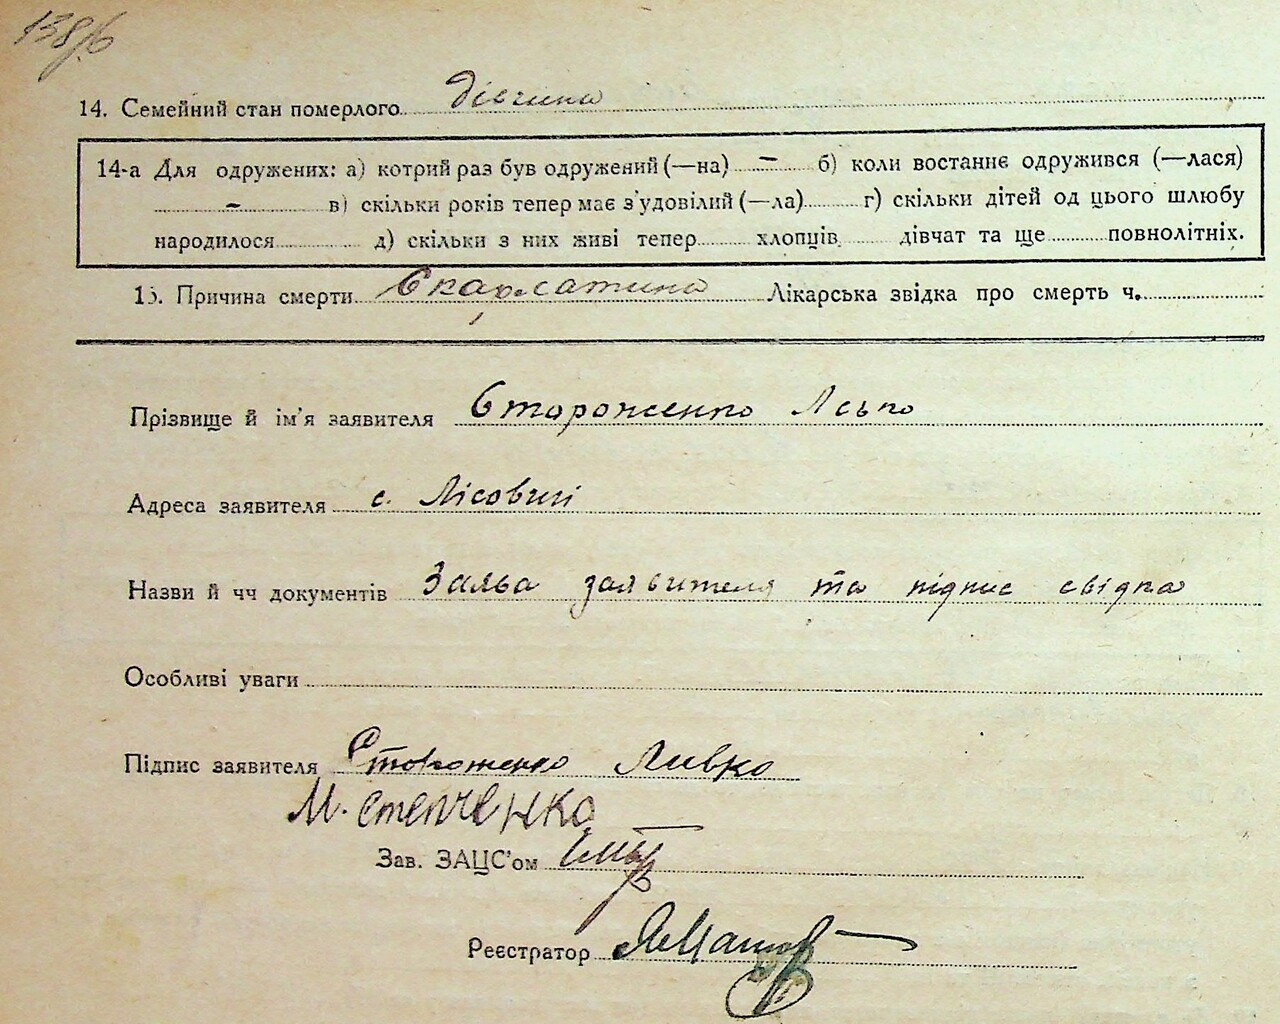 138/6
14. Семейний стан померлого дівчина
14-а Для одружених: а) котрий раз був одружений (—на) – б) коли востаннє одружився (—лася)
– в) скільки років тепер має з'удовілий (—ла) г) скільки дітей од цього шлюбу
народилося д) скільки з них живі тепер хлопців дівчат та ще повнолітніх.
15. Причина смерти Скарлатина Лікарська звідка про смерть ч.
Прізвище й ім'я заявителя Стороженко
Адреса заявителя с. Лісовичі
Назви й чч документів Заява заявителя та підпис свідка
Особливі уваги
Підпис заявителя Стороженко Левко
М. Степченко
Зав. ЗАЦС'ом
Реєстратор